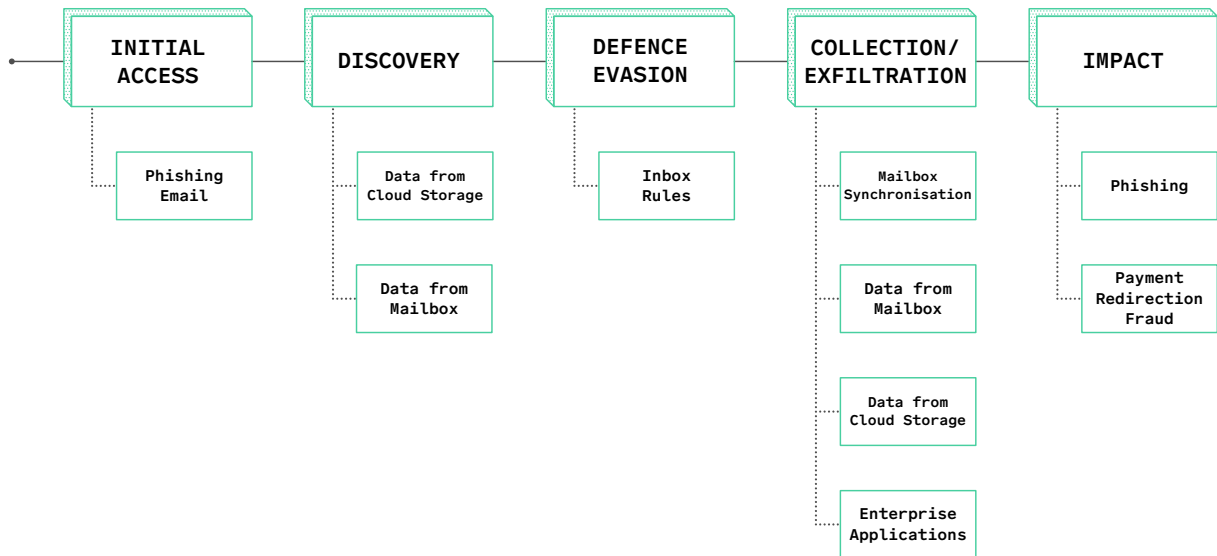 INITIAL
ACCESS
DISCOVERY
DEFENCE
EVASION
COLLECTION/
EXFILTRATION
IMPACT
Phishing
Email
Data from
Cloud Storage
Data from
Mailbox
Inbox
Rules
Mailbox
Synchronisation
Data from
Mailbox
Data from
Cloud Storage
Enterprise
Applications
Phishing
Payment
Redirection
Fraud